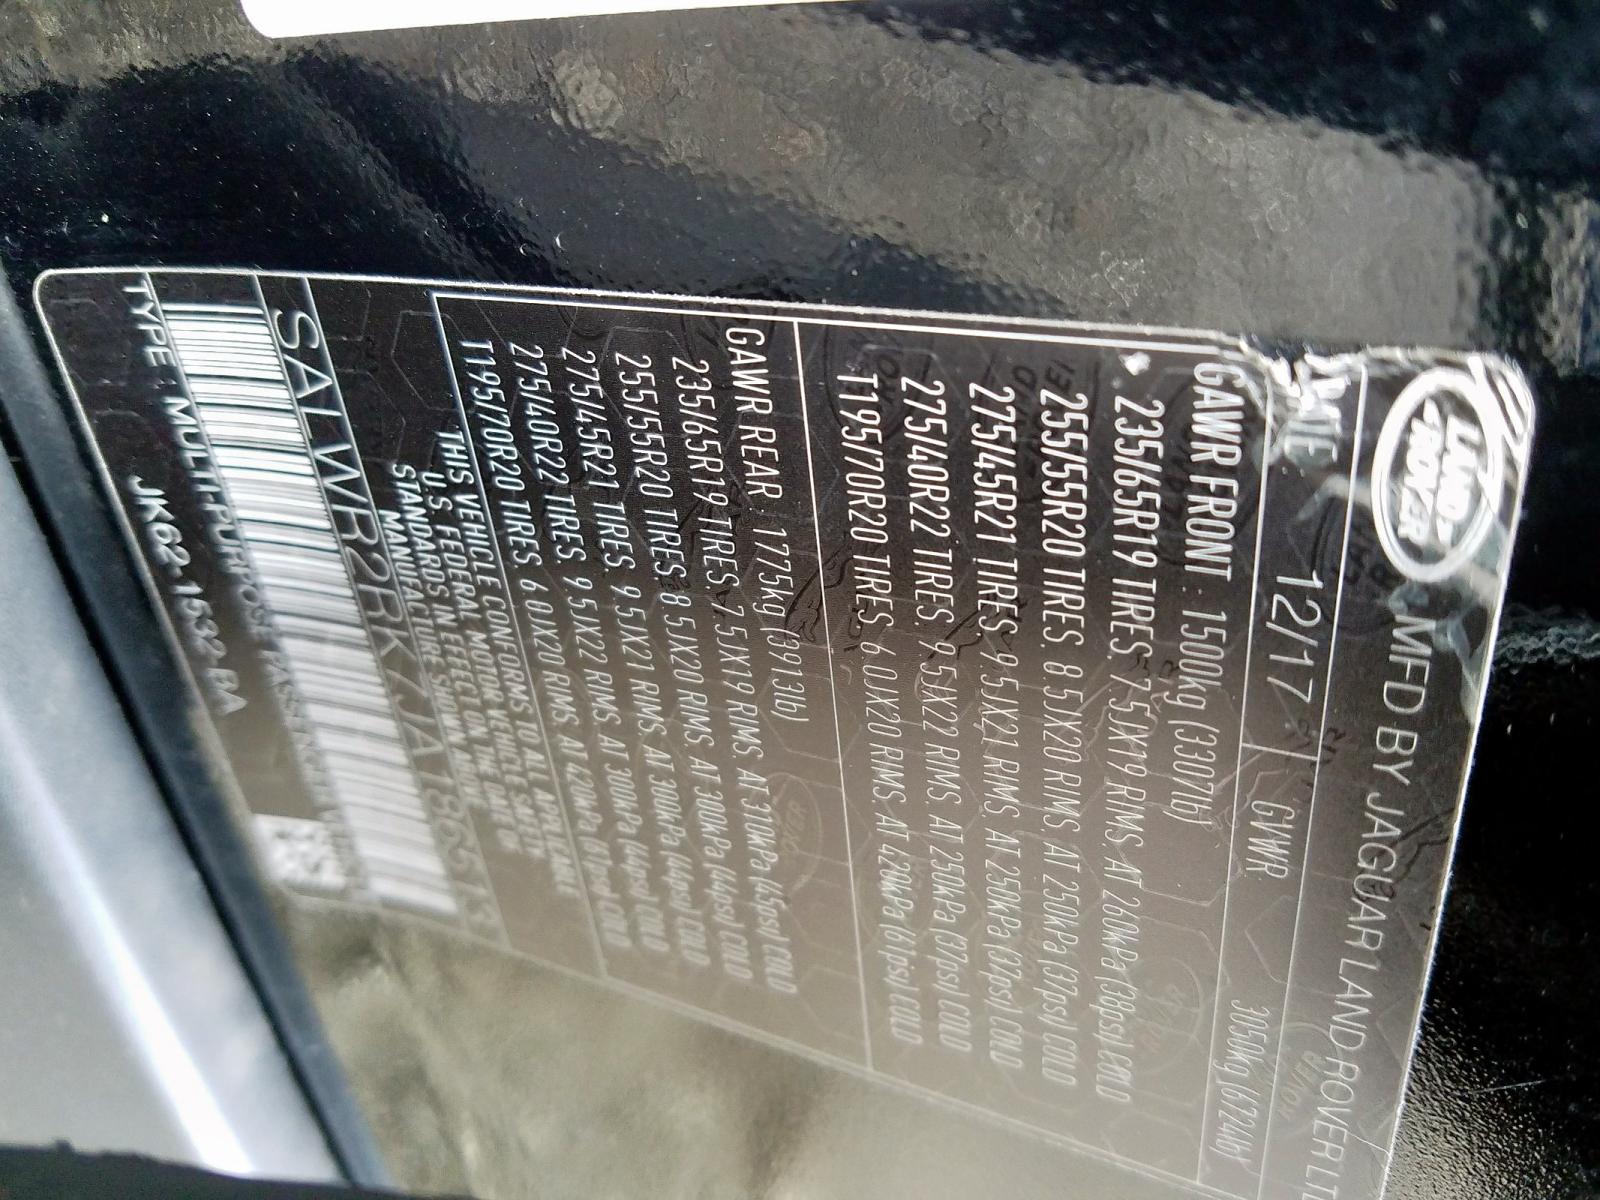 LAND ROVER
MFD BY JAGUAR LAND ROVER LTD
12/17
GVWR
3050kg (6724lb)
GAWR FRONT : 1500kg (3307lb)
235/65R19 TIRES. 7.5JX19 RIMS. AT 260kPa (38psi) COLD
255/55R20 TIRES. 8.5JX20 RIMS. AT 250kPa (37psi) COLD
275/45R21 TIRES. 9.5JX21 RIMS. AT 250kPa (37psi) COLD
275/40R22 TIRES. 9.5JX22 RIMS. AT 250kPa (37psi) COLD
T195/70R20 TIRES. 6.0JX20 RIMS. AT 420kPa (61psi) COLD
GAWR REAR : 1775kg (3913lb)
235/65R19 TIRES. 7.5JX19 RIMS. AT 310kPa (45psi) COLD
255/55R20 TIRES. 8.5JX20 RIMS. AT 300kPa (44psi) COLD
275/45R21 TIRES. 9.5JX21 RIMS. AT 300kPa (44psi) COLD
275/40R22 TIRES. 9.5JX22 RIMS. AT 300kPa (44psi) COLD
T195/70R20 TIRES. 6.0JX20 RIMS. AT 420kPa (61psi) COLD
THIS VEHICLE CONFORMS TO ALL APPLICABLE
U.S. FEDERAL MOTOR VEHICLE SAFETY
STANDARDS IN EFFECT ON THE DATE OF
MANUFACTURE SHOWN ABOVE
SALWR2RK7JA186513
TYPE : MULTI-PURPOSE PASSENGER VEHICLE
JK62-1532-BA